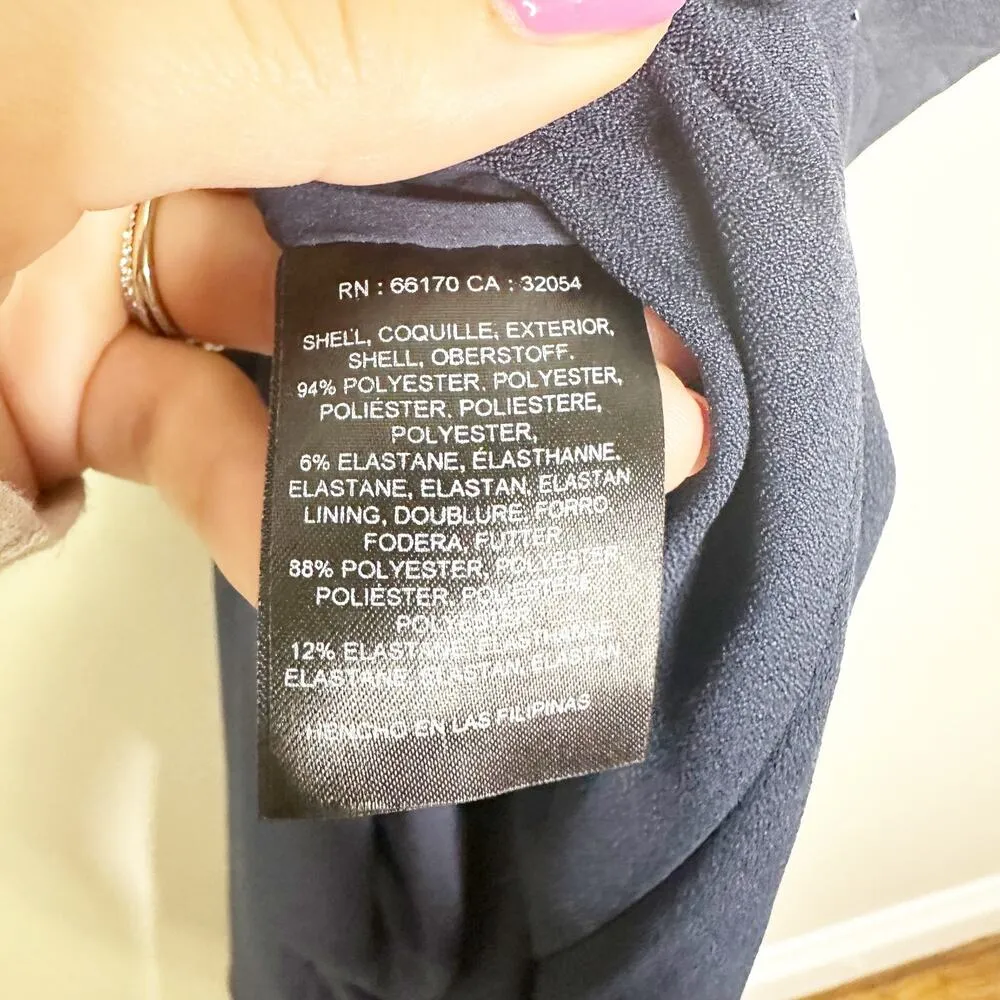 RN : 66170 CA : 32054
SHELL, COQUILLE, EXTERIOR,
SHELL, OBERSTOFF.
94% POLYESTER. POLYESTER,
POLIÉSTER. POLIESTERE,
POLYESTER,
6% ELASTANE, ÉLASTHANNE.
ELASTANE, ELASTAN, ELASTAN
LINING, DOUBLURE, FORRO,
FODERA, FUTTER
88% POLYESTER. POLYESTER
POLIÉSTER. POLIESTERE
POLYESTER
12% ELASTANE, ÉLASTHANNE
ELASTANE, ELASTAN, ELASTAN
HENCHO EN LAS FILIPINAS